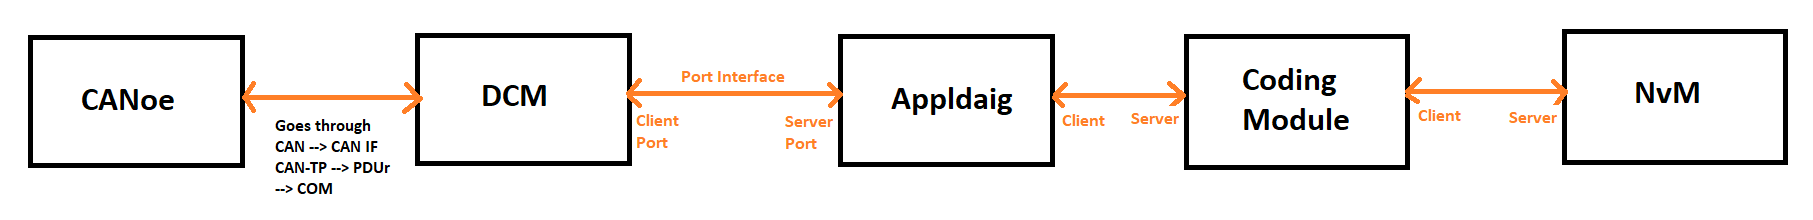 CANoe
Goes through
CAN --> CAN IF
CAN-TP --> PDUr
--> COM
DCM
Port Interface
Client
Port
Server
Port
Appldaig
Client
Server
Coding
Module
Client
Server
NvM